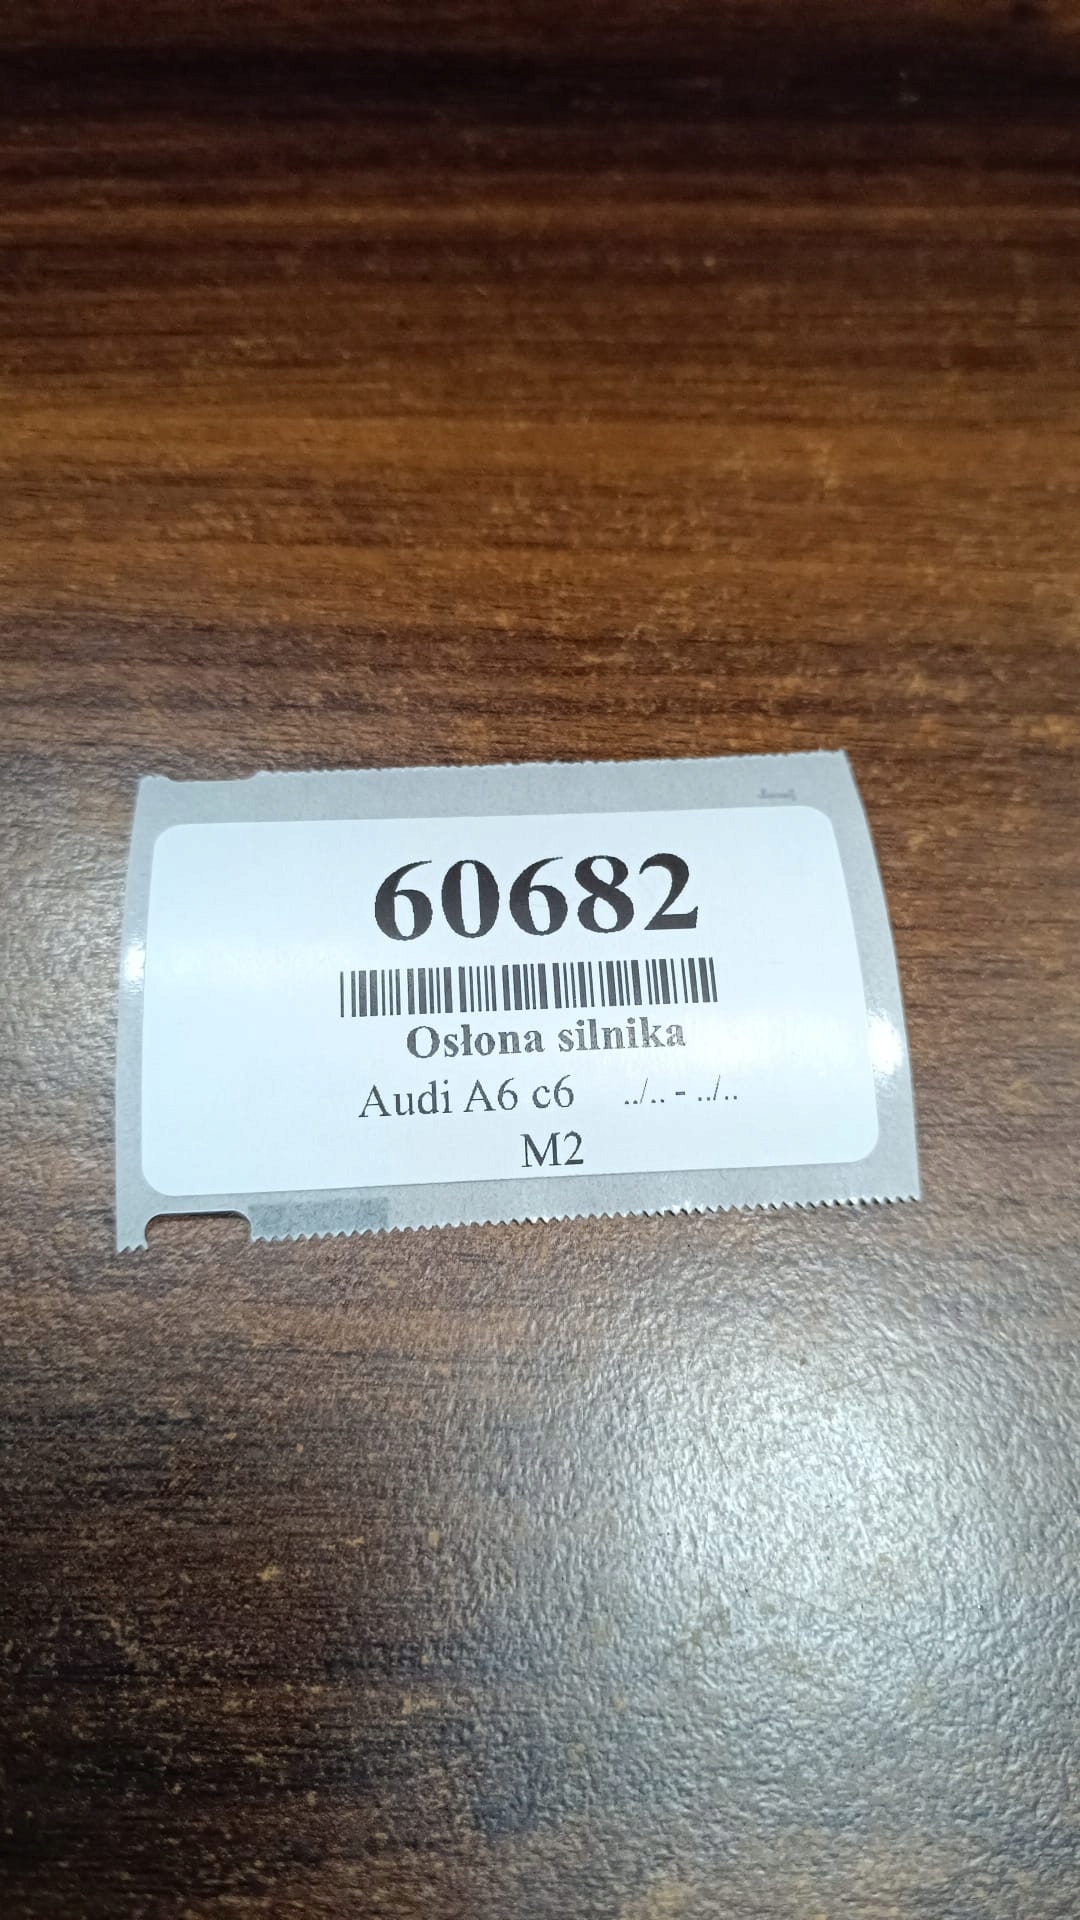 60682
Osłona silnika
Audi A6 c6 ../.. - ../..
M2